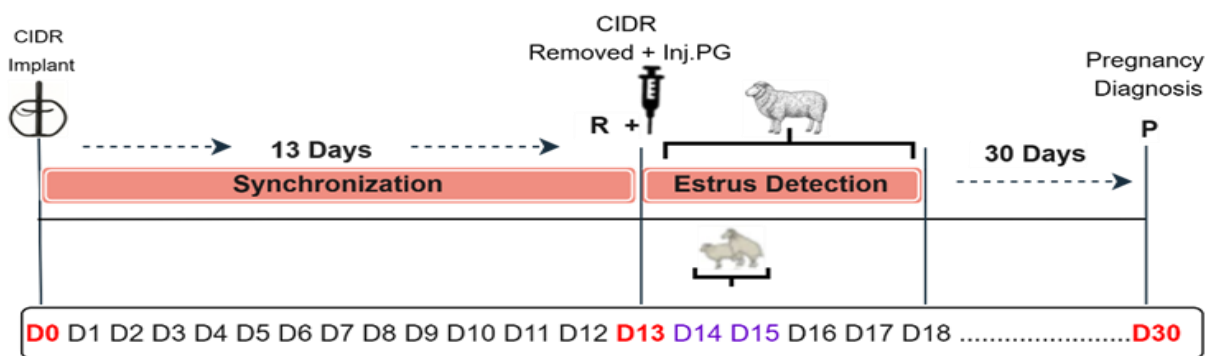 CIDR
Implant
CIDR
Removed + Inj.PG
Pregnancy
Diagnosis
R +
P
13 Days
30 Days
Synchronization
Estrus Detection
D0 D1 D2 D3 D4 D5 D6 D7 D8 D9 D10 D11 D12 D13 D14 D15 D16 D17 D18 .......................D30